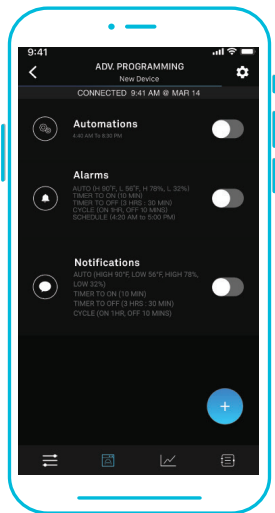 9:41
ADV. PROGRAMMING
New Device
CONNECTED 9:41 AM @ MAR 14
Automations
4:40 AM To 8:30 PM
Alarms
AUTO (H 90°F, L 56°F, H 78%, L 32%)
TIMER TO ON (10 MIN)
TIMER TO OFF (3 HRS : 30 MIN)
CYCLE (ON 1HR, OFF 10 MINS)
SCHEDULE (4:20 AM to 5:00 PM)
Notifications
AUTO (HIGH 90°F, LOW 56°F, HIGH 78%,
LOW 32%)
TIMER TO ON (10 MIN)
TIMER TO OFF (3 HRS : 30 MIN)
CYCLE (ON 1HR, OFF 10 MINS)